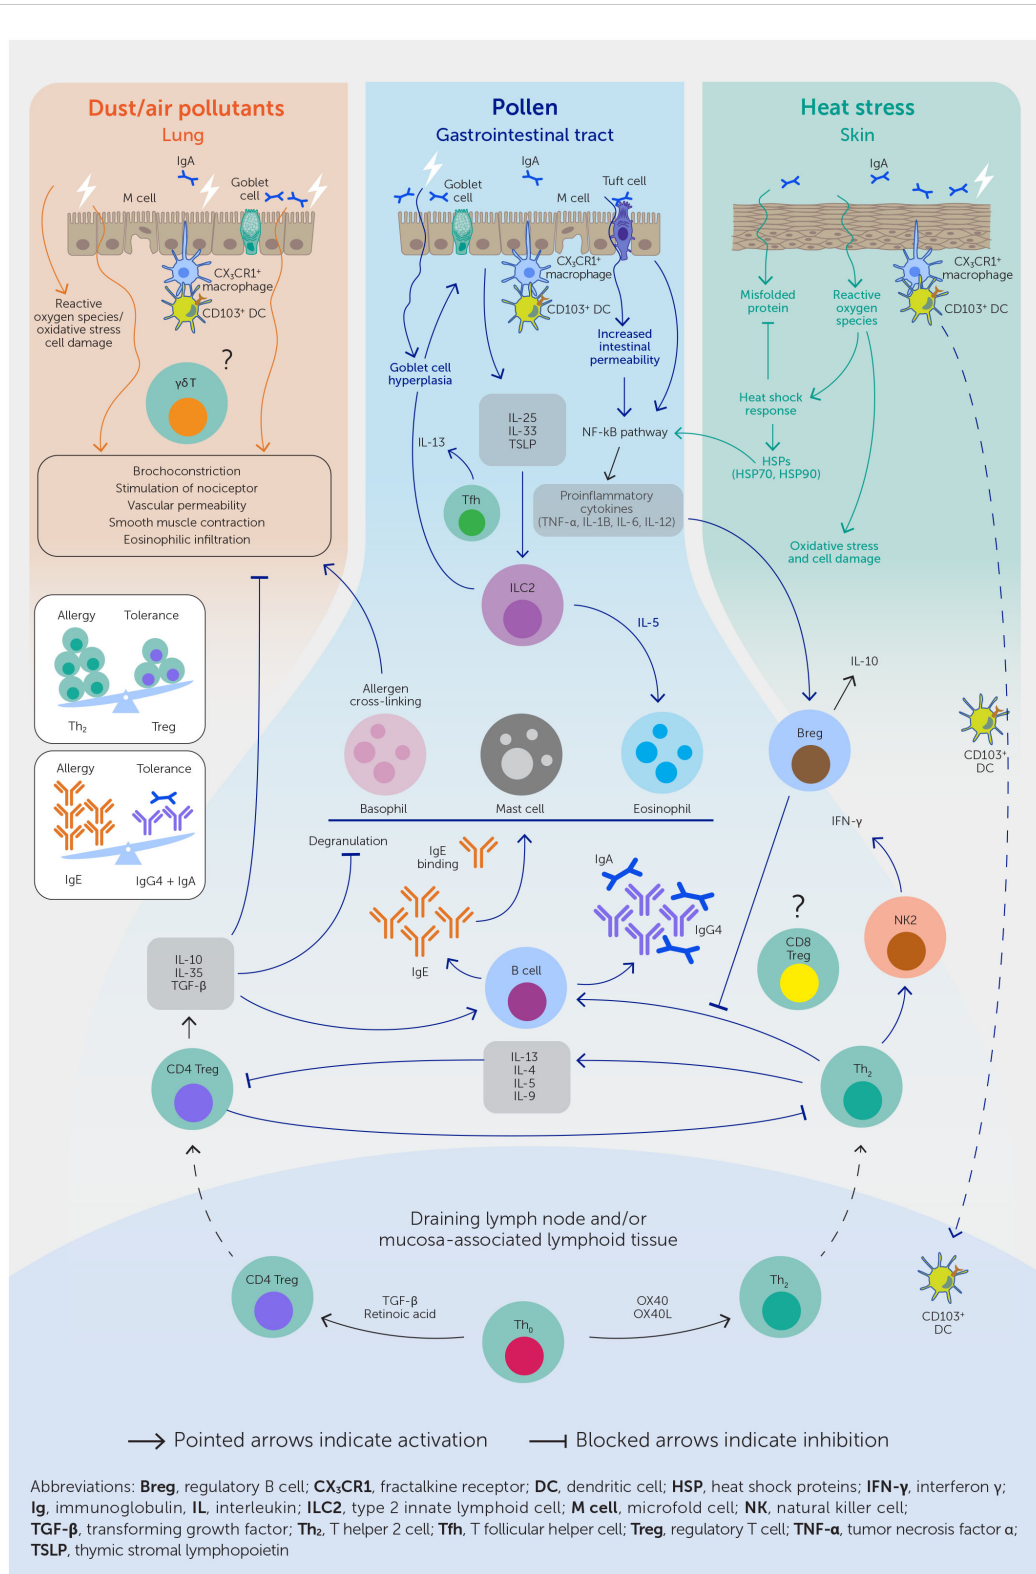 Dust/air pollutants
Lung
IgA
M cell
Goblet
cell
CX₃CR1⁺
macrophage
CD103⁺ DC
Reactive
oxygen species/
oxidative stress
cell damage
?
γδ T
Brochoconstriction
Stimulation of nociceptor
Vascular permeability
Smooth muscle contraction
Eosinophilic infiltration
Pollen
Gastrointestinal tract
IgA
Goblet
cell
M cell
Tuft cell
CX₃CR1⁺
macrophage
CD103⁺ DC
Goblet cell
hyperplasia
Increased
intestinal
permeability
IL-25
IL-33
TSLP
NF-kB pathway
IL-13
Tfh
Proinflammatory
cytokines
(TNF-α, IL-1B, IL-6, IL-12)
ILC2
IL-5
Heat stress
Skin
IgA
CX₃CR1⁺
macrophage
CD103⁺ DC
Misfolded
protein
Reactive
oxygen
species
Heat shock
response
HSPs
(HSP70, HSP90)
Oxidative stress
and cell damage
Allergy
Tolerance
Th₂
Treg
Allergy
Tolerance
IgE
IgG4 + IgA
Allergen
cross-linking
Basophil
Mast cell
Eosinophil
IL-10
Breg
CD103⁺
DC
IFN-γ
Degranulation
IgE
binding
IgA
IgG4
IgE
B cell
?
CD8
Treg
NK2
IL-10
IL-35
TGF-β
CD4 Treg
IL-13
IL-4
IL-5
IL-9
Th₂
Draining lymph node and/or
mucosa-associated lymphoid tissue
CD4 Treg
TGF-β
Retinoic acid
Th₀
OX40
OX40L
Th₂
CD103⁺
DC
Pointed arrows indicate activation
Blocked arrows indicate inhibition
Abbreviations: Breg, regulatory B cell; CX₃CR1, fractalkine receptor; DC, dendritic cell; HSP, heat shock proteins; IFN-γ, interferon γ;
Ig, immunoglobulin, IL, interleukin; ILC2, type 2 innate lymphoid cell; M cell, microfold cell; NK, natural killer cell;
TGF-β, transforming growth factor; Th₂, T helper 2 cell; Tfh, T follicular helper cell; Treg, regulatory T cell; TNF-α, tumor necrosis factor α;
TSLP, thymic stromal lymphopoietin